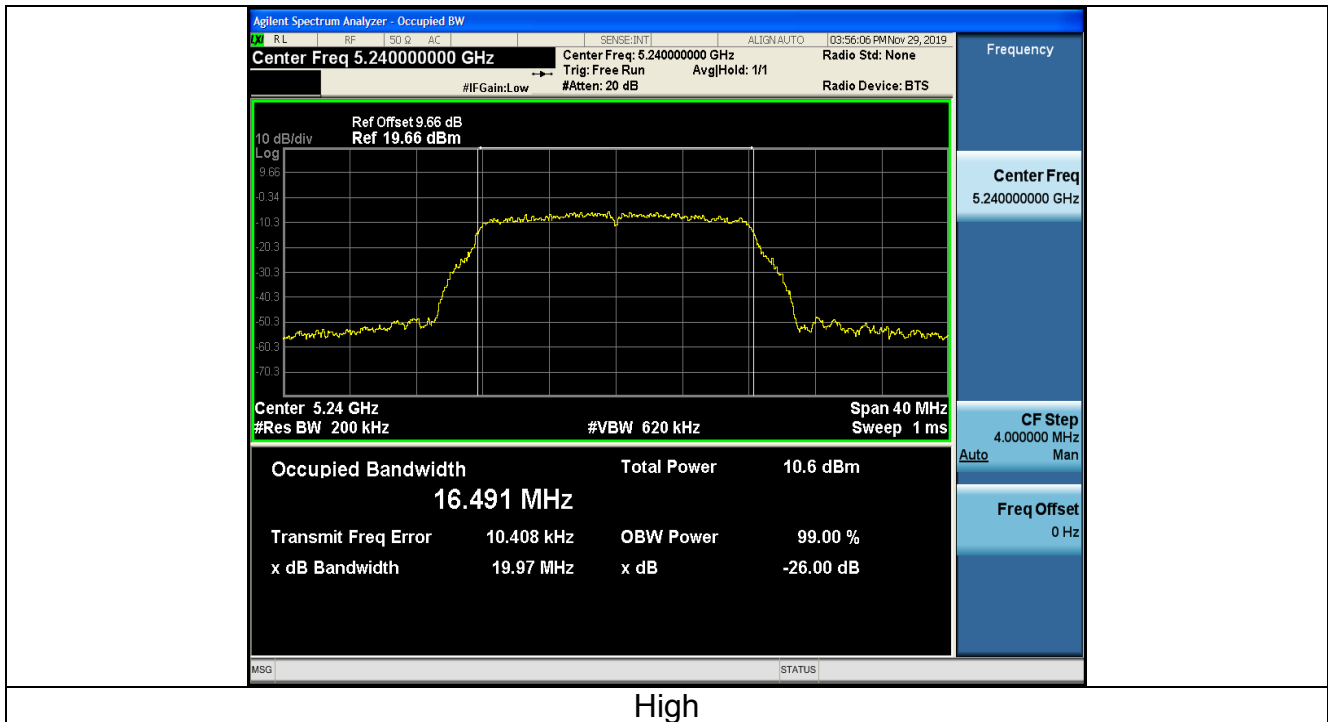 Agilent Spectrum Analyzer - Occupied BW
LXI RL RF 50 Ω AC SENSE:INT ALIGN AUTO 03:56:06 PM Nov 29, 2019
Center Freq 5.240000000 GHz
Center Freq: 5.240000000 GHz
Radio Std: None
Trig: Free Run Avg|Hold: 1/1
#IFGain:Low
#Atten: 20 dB
Radio Device: BTS
Ref Offset 9.66 dB
10 dB/div Ref 19.66 dBm
Log
9.66
-0.34
-10.3
-20.3
-30.3
-40.3
-50.3
-60.3
-70.3
Center 5.24 GHz Span 40 MHz
#Res BW 200 kHz #VBW 620 kHz Sweep 1 ms
Occupied Bandwidth Total Power 10.6 dBm
16.491 MHz
Transmit Freq Error 10.408 kHz OBW Power 99.00 %
x dB Bandwidth 19.97 MHz x dB -26.00 dB
Frequency
Center Freq
5.240000000 GHz
CF Step
4.000000 MHz
Auto Man
Freq Offset
0 Hz
MSG STATUS
High